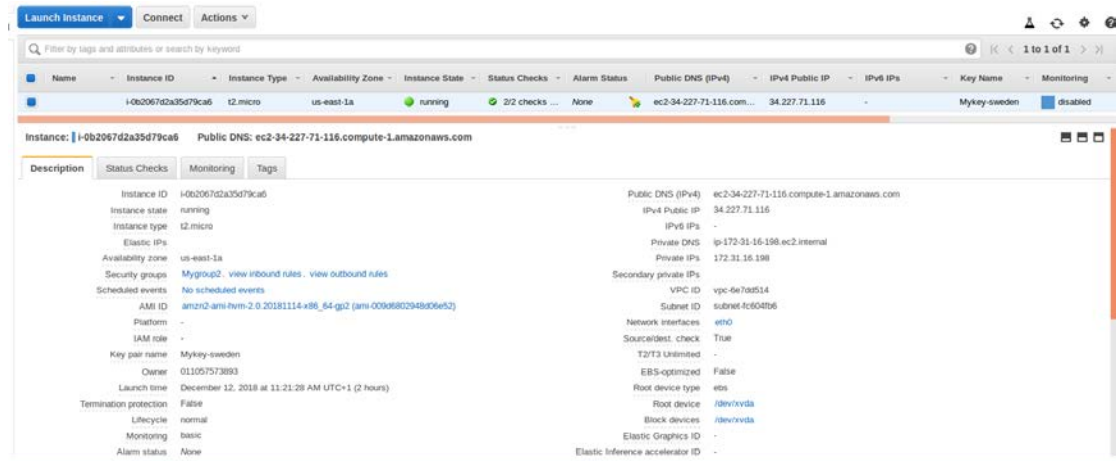 Launch Instance Connect Actions
Filter by tags and attributes or search by keyword 1 to 1 of 1
Name Instance ID Instance Type Availability Zone Instance State Status Checks Alarm Status Public DNS (IPv4) IPv4 Public IP IPv6 IPs Key Name Monitoring
i-0b2067d2a35d79ca6 t2.micro us-east-1a running 2/2 checks ... None ec2-34-227-71-116.com... 34.227.71.116 - Mykey-sweden disabled
Instance: i-0b2067d2a35d79ca6 Public DNS: ec2-34-227-71-116.compute-1.amazonaws.com
Description Status Checks Monitoring Tags
Instance ID i-0b2067d2a35d79ca6 Public DNS (IPv4) ec2-34-227-71-116.compute-1.amazonaws.com
Instance state running IPv4 Public IP 34.227.71.116
Instance type t2.micro IPv6 IPs -
Elastic IPs Private DNS ip-172-31-16-198.ec2.internal
Availability zone us-east-1a Private IPs 172.31.16.198
Security groups Mygroup2 . view inbound rules . view outbound rules Secondary private IPs
Scheduled events No scheduled events VPC ID vpc-6e7dd514
AMI ID amzn2-ami-hvm-2.0.20181114-x86_64-gp2 (ami-009d6802948d06e52) Subnet ID subnet-fc604fb6
Platform - Network interfaces eth0
IAM role - Source/dest. check True
Key pair name Mykey-sweden T2/T3 Unlimited -
Owner 011057573893 EBS-optimized False
Launch time December 12, 2018 at 11:21:28 AM UTC+1 (2 hours) Root device type ebs
Termination protection False Root device /dev/xvda
Lifecycle normal Block devices /dev/xvda
Monitoring basic Elastic Graphics ID -
Alarm status None Elastic Inference accelerator ID -